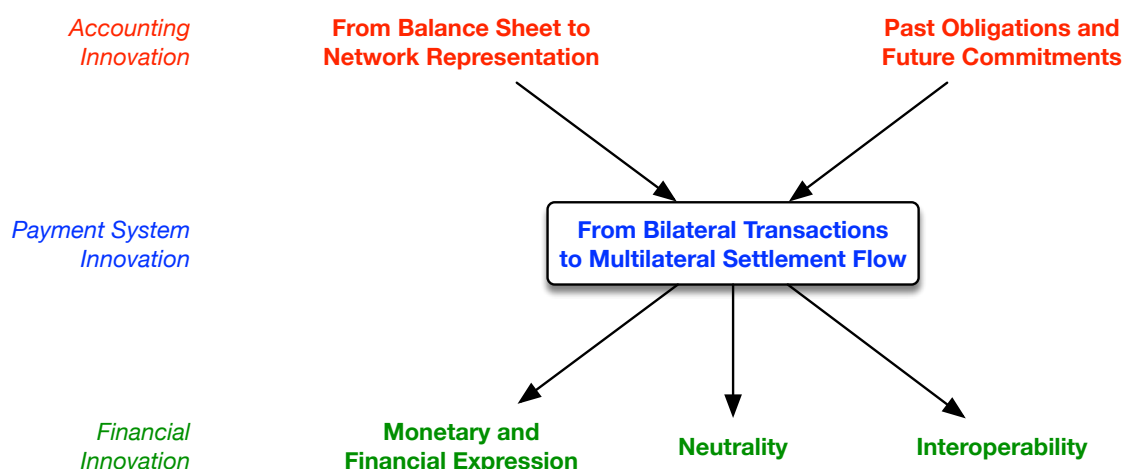 Accounting
Innovation
From Balance Sheet to
Network Representation
Past Obligations and
Future Commitments
Payment System
Innovation
From Bilateral Transactions
to Multilateral Settlement Flow
Financial
Innovation
Monetary and
Financial Expression
Neutrality
Interoperability